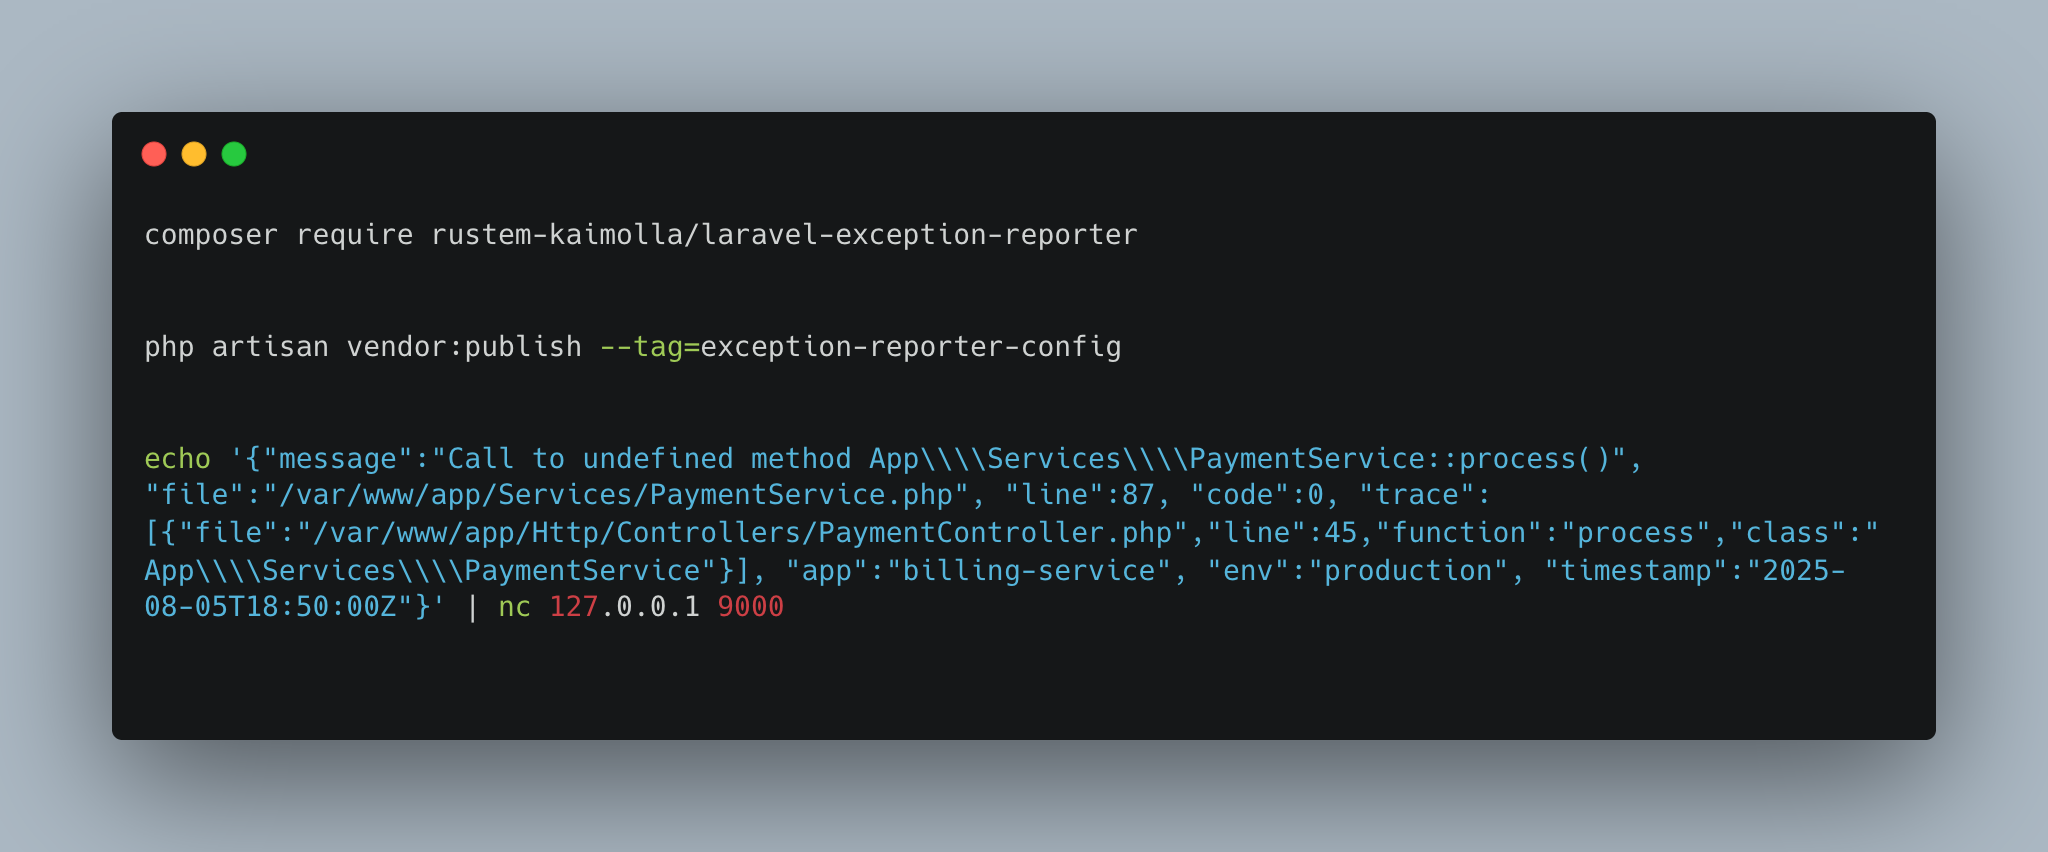 composer require rustem-kaimolla/laravel-exception-reporter
php artisan vendor:publish --tag=exception-reporter-config
echo '{"message":"Call to undefined method App\\\\Services\\\\PaymentService::process()",
"file":"/var/www/app/Services/PaymentService.php", "line":87, "code":0, "trace":
[{"file":"/var/www/app/Http/Controllers/PaymentController.php","line":45,"function":"process","class":"
App\\\\Services\\\\PaymentService"}], "app":"billing-service", "env":"production", "timestamp":"2025-
08-05T18:50:00Z"}' | nc 127.0.0.1 9000